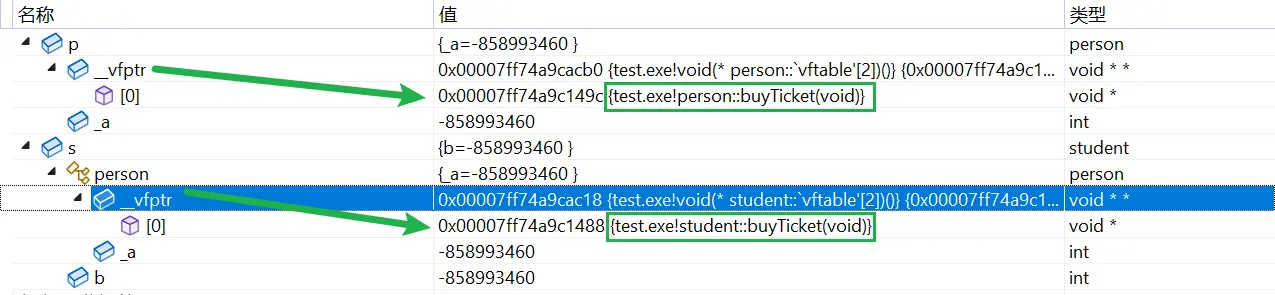 名称 值 类型
p {_a=-858993460 } person
__vfptr 0x00007ff74a9cacb0 {test.exe!void(* person::`vftable'[2])()} {0x00007ff74a9c1... void * *
[0] 0x00007ff74a9c149c {test.exe!person::buyTicket(void)} void *
_a -858993460 int
s {b=-858993460 } student
person {_a=-858993460 } person
__vfptr 0x00007ff74a9cac18 {test.exe!void(* student::`vftable'[2])()} {0x00007ff74a9c1... void * *
[0] 0x00007ff74a9c1488 {test.exe!student::buyTicket(void)} void *
_a -858993460 int
b -858993460 int